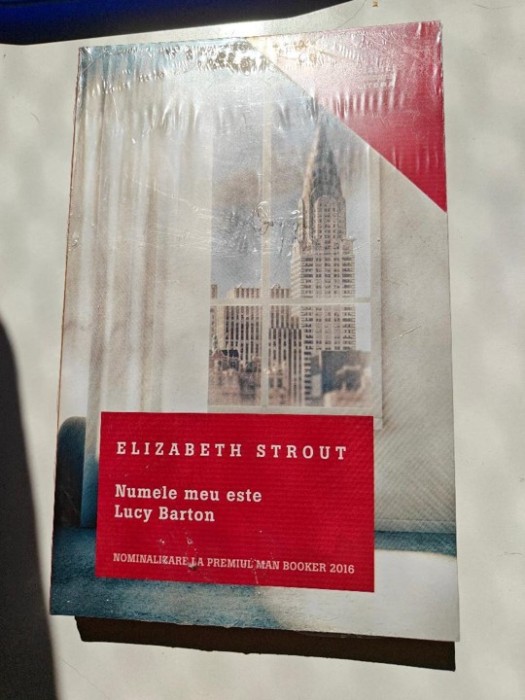 ELIZABETH STROUT
Numele meu este
Lucy Barton
NOMINALIZARE LA PREMIUL MAN BOOKER 2016